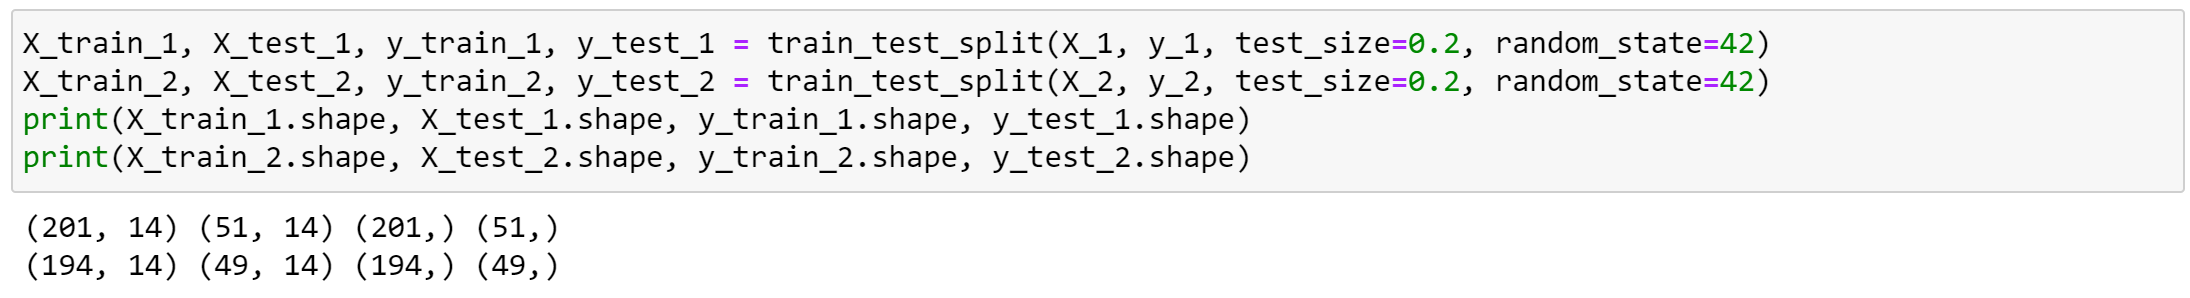 X_train_1, X_test_1, y_train_1, y_test_1 = train_test_split(X_1, y_1, test_size=0.2, random_state=42)
X_train_2, X_test_2, y_train_2, y_test_2 = train_test_split(X_2, y_2, test_size=0.2, random_state=42)
print(X_train_1.shape, X_test_1.shape, y_train_1.shape, y_test_1.shape)
print(X_train_2.shape, X_test_2.shape, y_train_2.shape, y_test_2.shape)
(201, 14) (51, 14) (201,) (51,)
(194, 14) (49, 14) (194,) (49,)